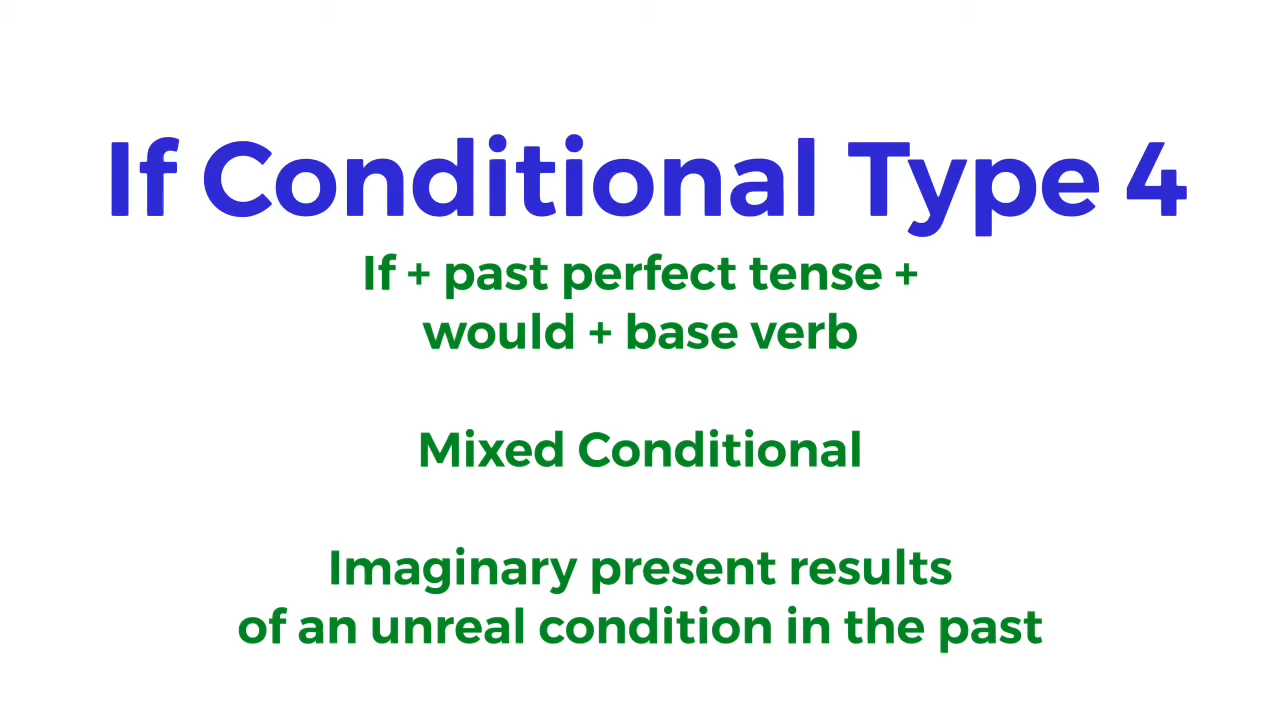 If Conditional Type 4
If + past perfect tense +
would + base verb
Mixed Conditional
Imaginary present results
of an unreal condition in the past